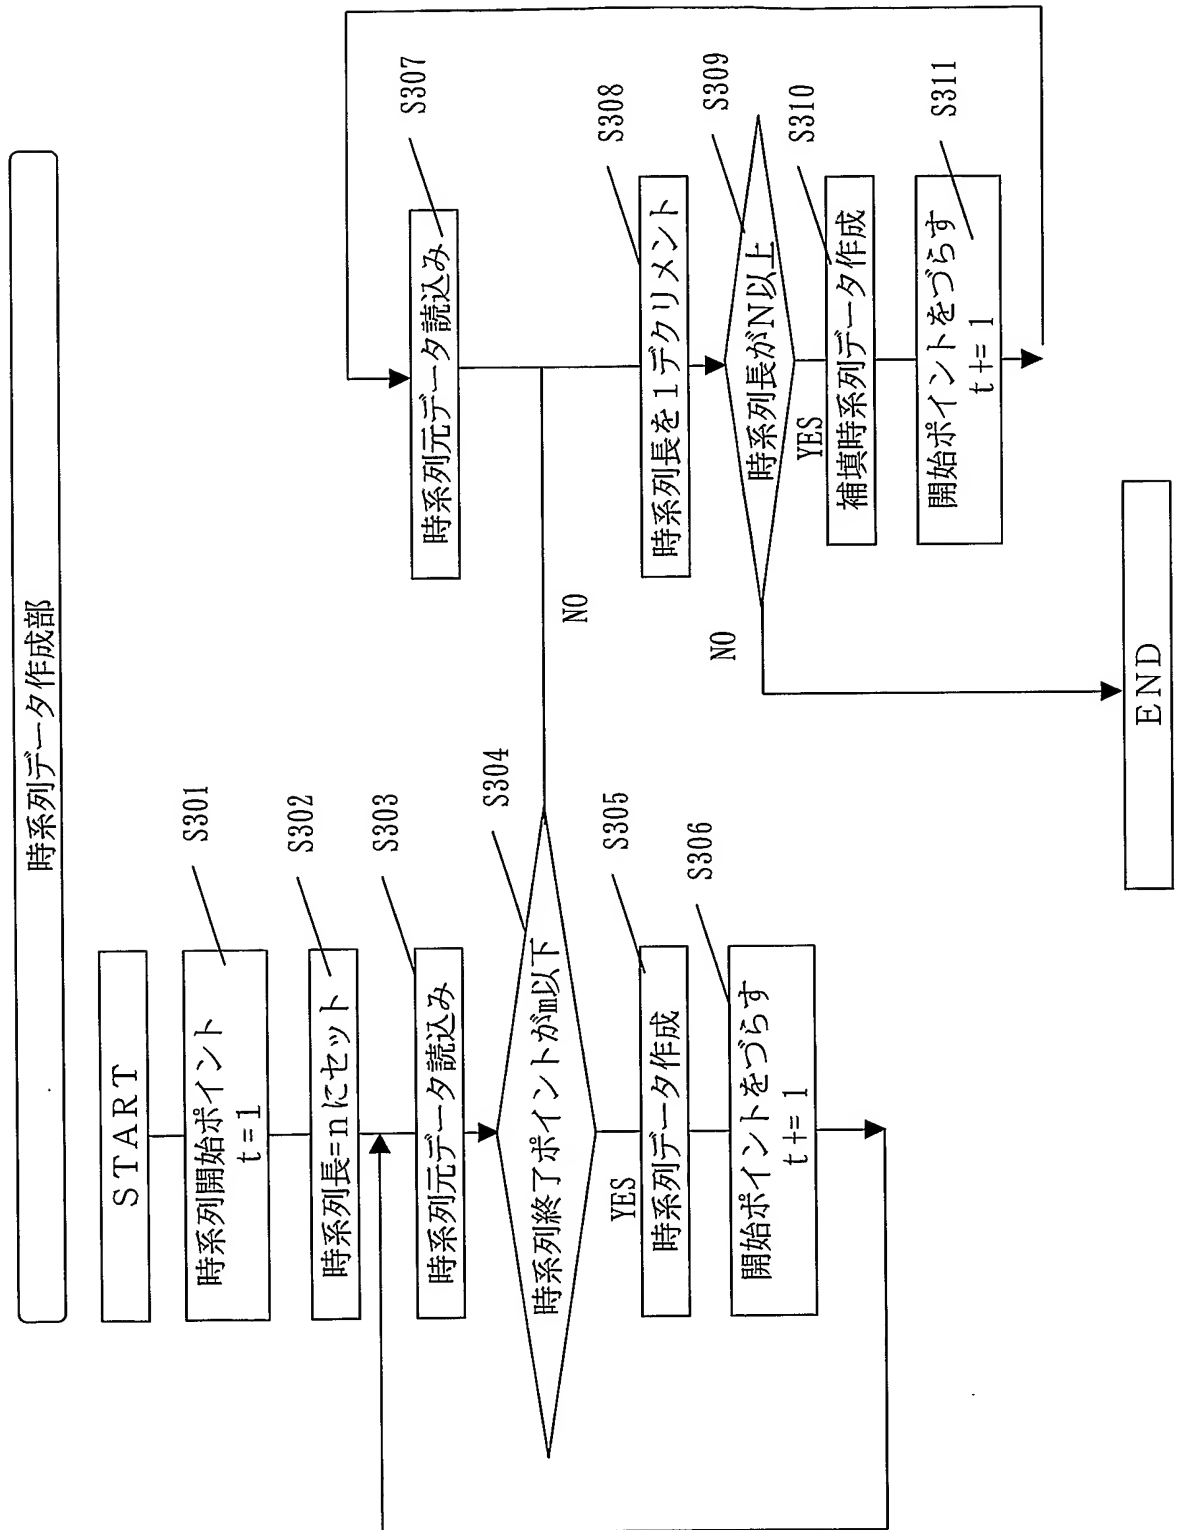 時系列データ作成部
START
時系列開始ポイント
t=1
S301
時系列長=nにセット
S302
時系列元データ読込み
S303
時系列終了ポイントがm以下
S304
YES
NO
時系列データ作成
S305
開始ポイントをづらす
t+=1
S306
時系列元データ読込み
S307
時系列長を1デクリメント
S308
時系列長がN以上
S309
YES
NO
補填時系列データ作成
S310
開始ポイントをづらす
t+=1
S311
END